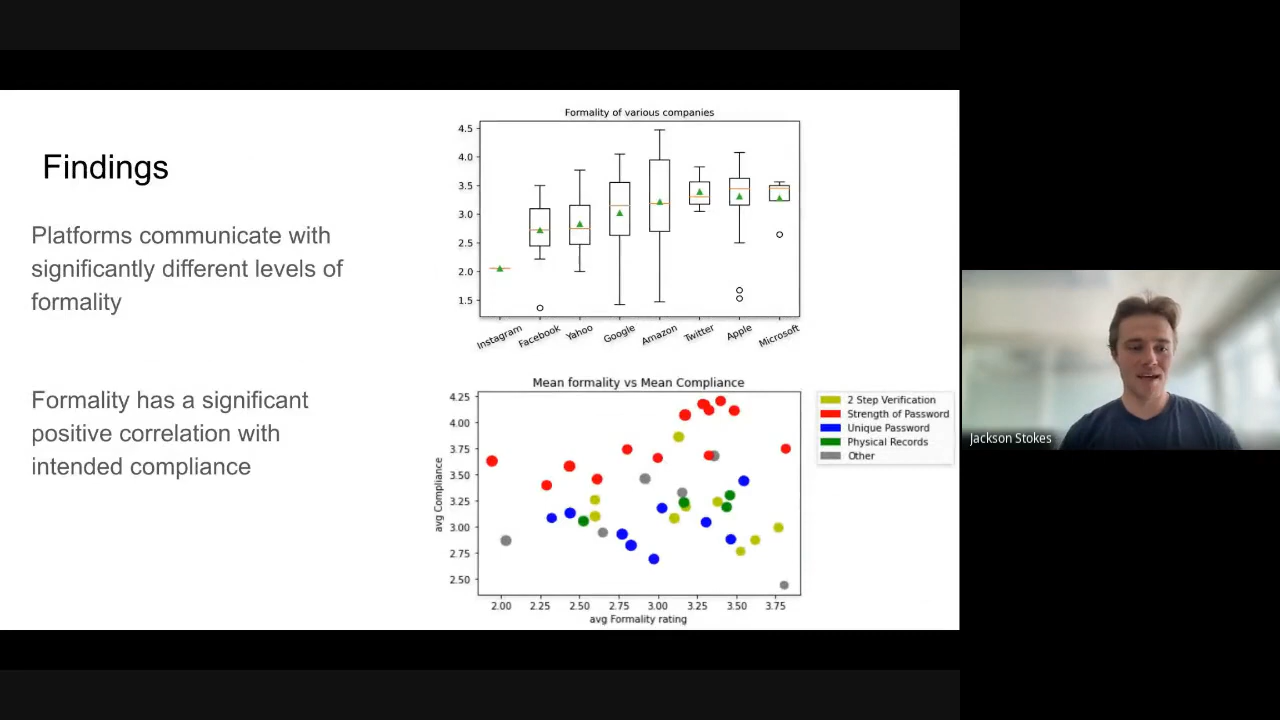 Findings
Platforms communicate with
significantly different levels of
formality
Formality has a significant
positive correlation with
intended compliance
Formality of various companies
4.5
4.0
3.5
3.0
2.5
2.0
1.5
Instagram
Facebook
Yahoo
Google
Amazon
Twitter
Apple
Microsoft
Mean formality vs Mean Compliance
avg Compliance
4.25
4.00
3.75
3.50
3.25
3.00
2.75
2.50
2.00 2.25 2.50 2.75 3.00 3.25 3.50 3.75
avg Formality rating
2 Step Verification
Strength of Password
Unique Password
Physical Records
Other
Jackson Stokes